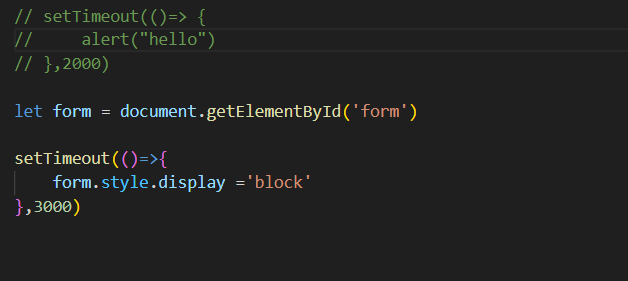 // setTimeout(()=> {
//     alert("hello")
// },2000)
let form = document.getElementById('form')
setTimeout(()=>{
    form.style.display ='block'
},3000)